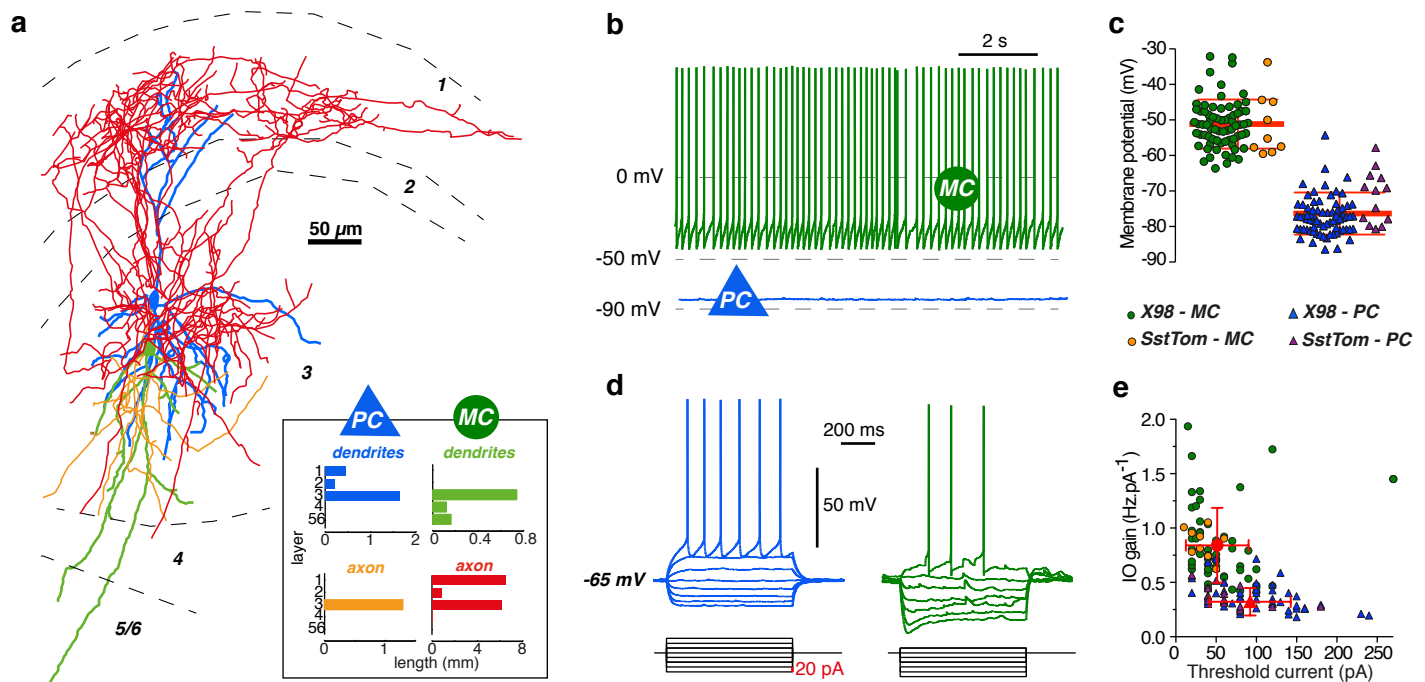 a
1
2
50 µm
3
4
5/6
PC
MC
dendrites
dendrites
1
2
3
4
56
0 1 2
0 0.4 0.8
layer
axon
axon
1
2
3
4
56
0 1
0 4 8
length (mm)
b
2 s
0 mV
MC
-50 mV
PC
-90 mV
c
Membrane potential (mV)
-30
-40
-50
-60
-70
-80
-90
X98 - MC
X98 - PC
SstTom - MC
SstTom - PC
d
200 ms
50 mV
-65 mV
20 pA
e
IO gain (Hz.pA-1)
2.0
1.5
1.0
0.5
0.0
0 50 100 150 200 250
Threshold current (pA)